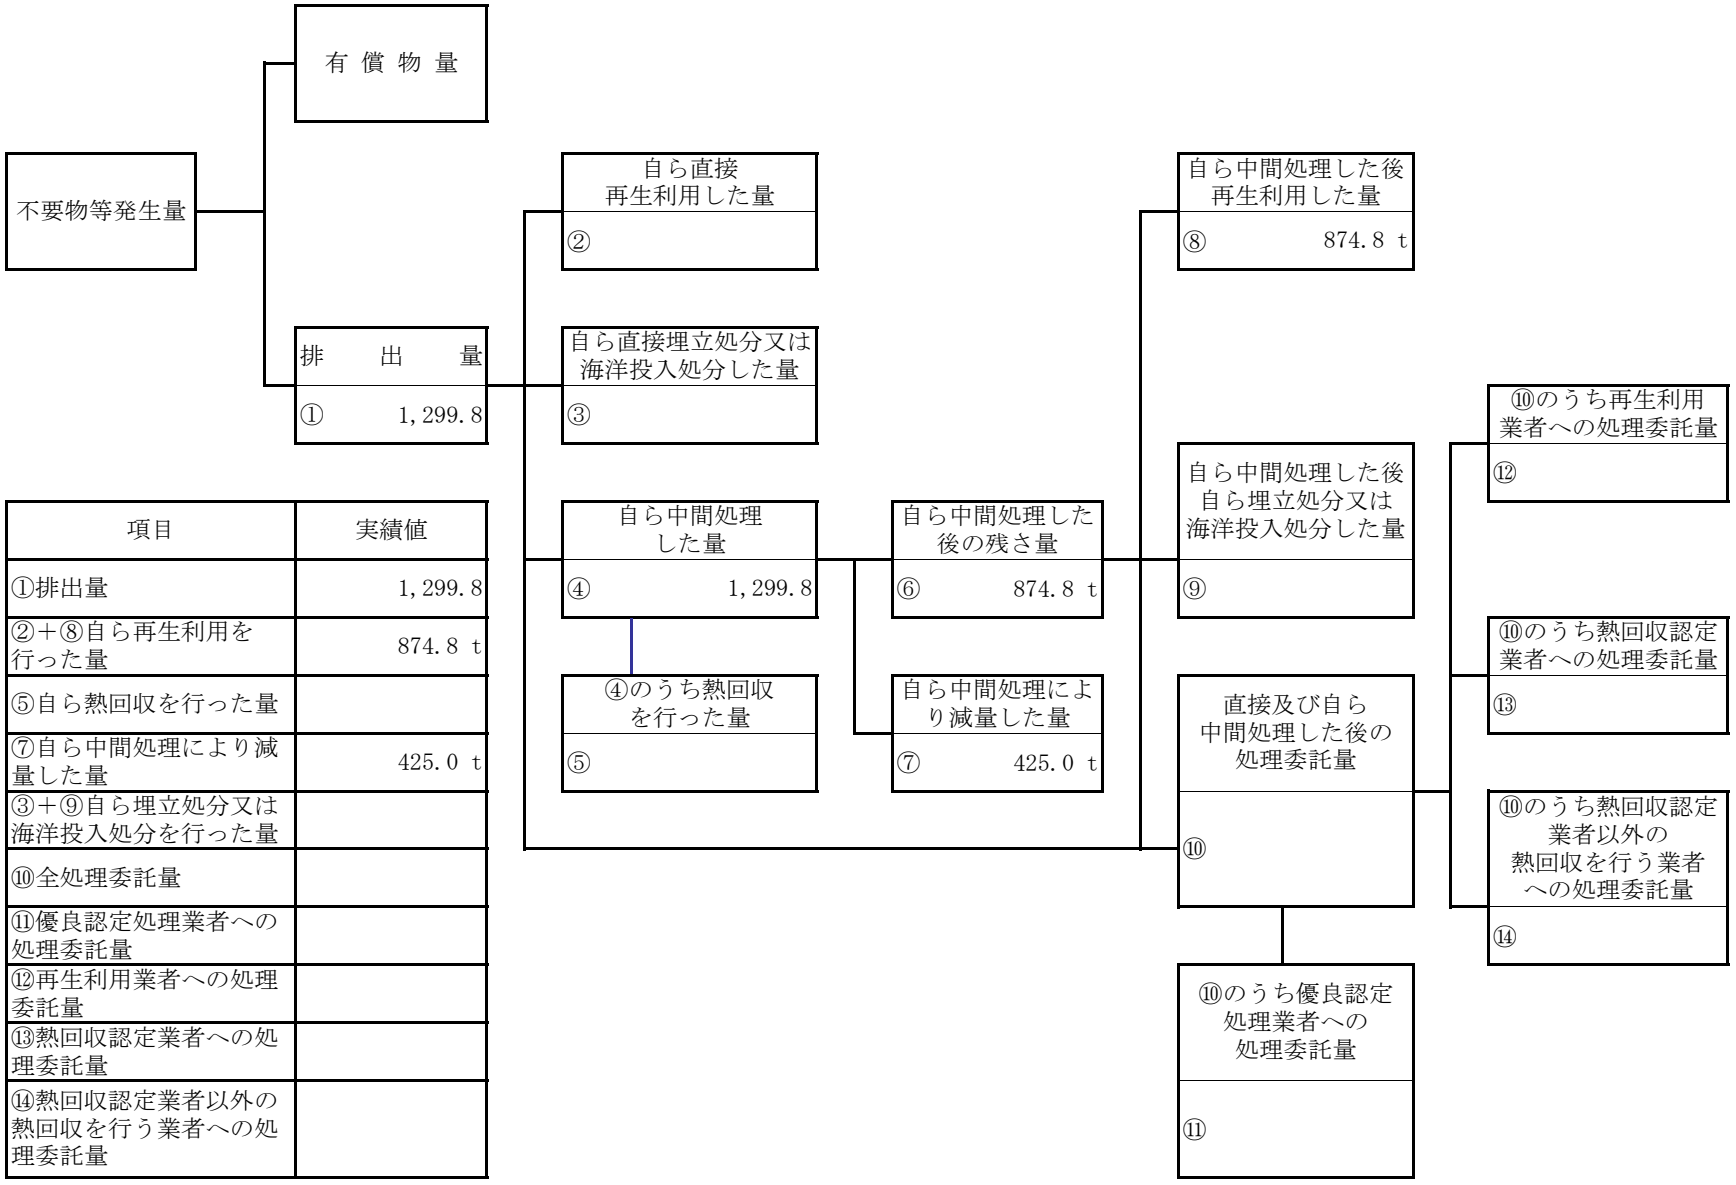 有償物量
不要物等発生量
自ら直接
再生利用した量
②
自ら中間処理した後
再生利用した量
⑧ 874.8 t
排出量
① 1,299.8
自ら直接埋立処分又は
海洋投入処分した量
③
⑩のうち再生利用
業者への処理委託量
⑫
自ら中間処理した後
自ら埋立処分又は
海洋投入処分した量
⑨
自ら中間処理
した量
④ 1,299.8
自ら中間処理した
後の残さ量
⑥ 874.8 t
⑩のうち熱回収認定
業者への処理委託量
⑬
④のうち熱回収
を行った量
⑤
自ら中間処理によ
り減量した量
⑦ 425.0 t
直接及び自ら
中間処理した後の
処理委託量
⑩
⑩のうち熱回収認定
業者以外の
熱回収を行う業者
への処理委託量
⑭
⑩のうち優良認定
処理業者への
処理委託量
⑪
項目 実績値
①排出量 1,299.8
②+⑧自ら再生利用を
行った量 874.8 t
⑤自ら熱回収を行った量
⑦自ら中間処理により減
量した量 425.0 t
③+⑨自ら埋立処分又は
海洋投入処分を行った量
⑩全処理委託量
⑪優良認定処理業者への
処理委託量
⑫再生利用業者への処理
委託量
⑬熱回収認定業者への処
理委託量
⑭熱回収認定業者以外の
熱回収を行う業者への処
理委託量